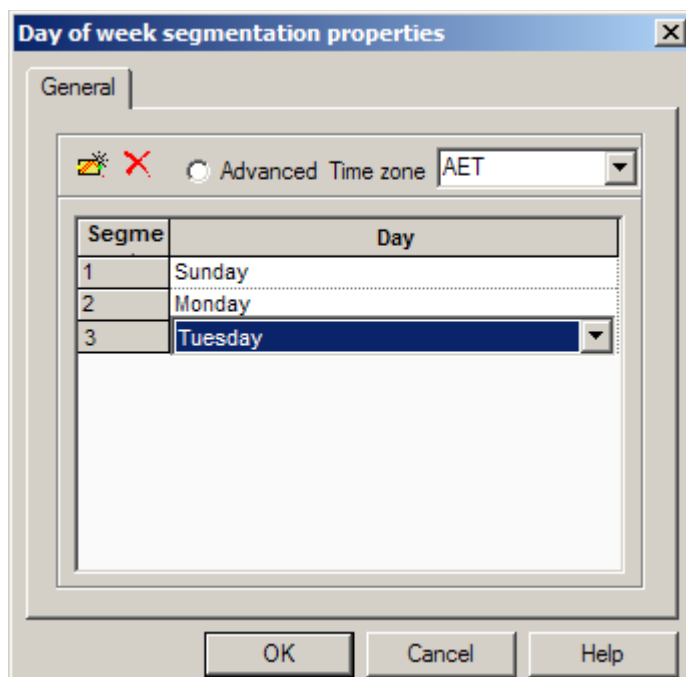 Day of week segmentation properties
General
Advanced Time zone AET
Segme Day
1 Sunday
2 Monday
3 Tuesday
OK Cancel Help